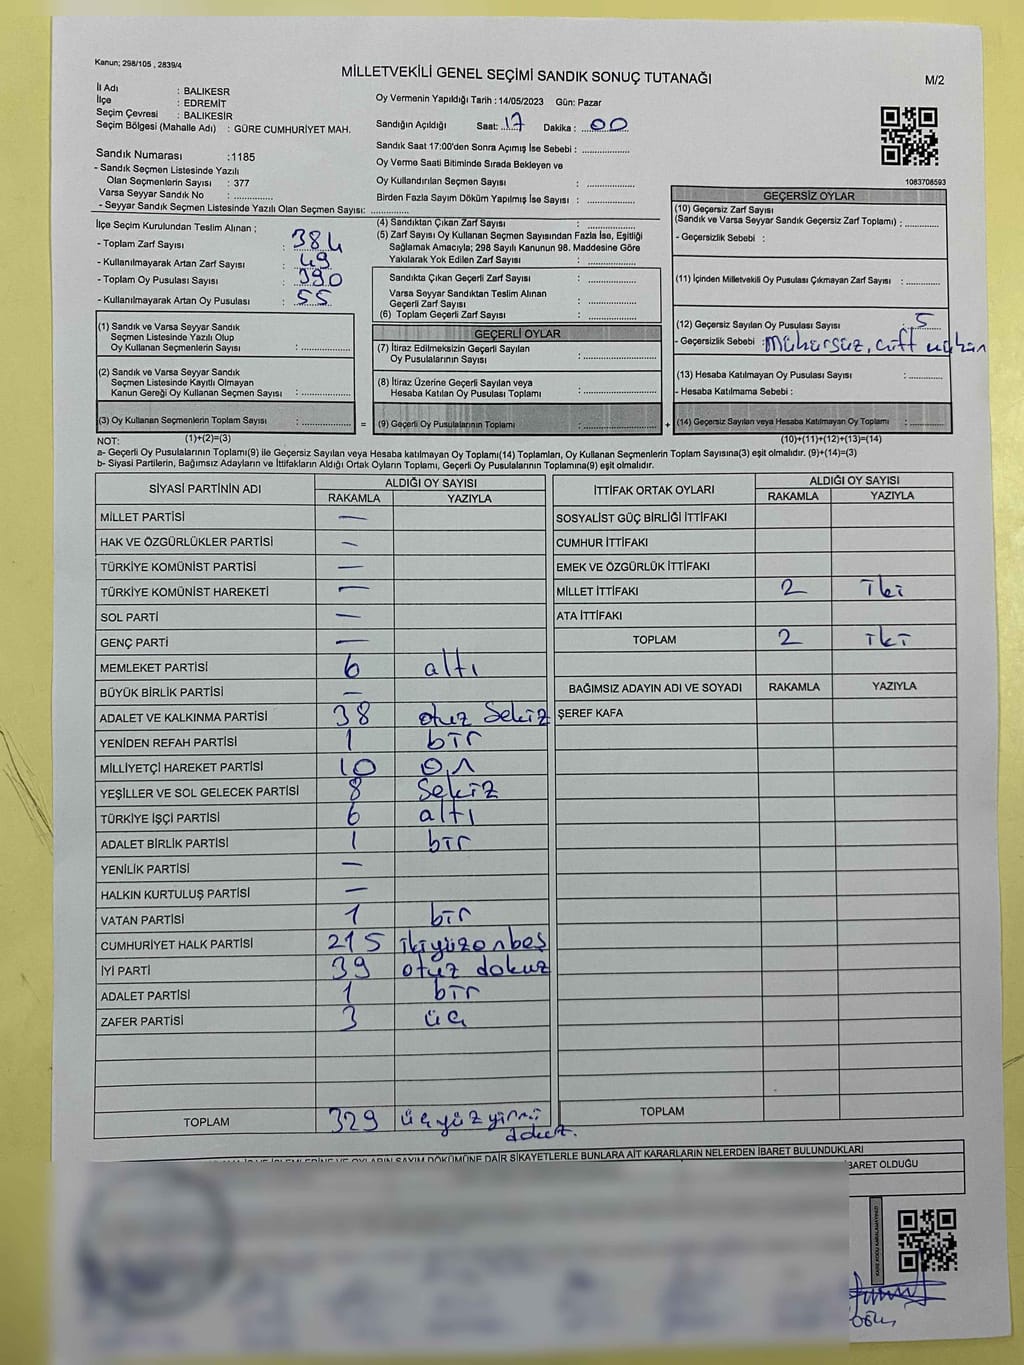 Kanun; 298/105 , 2839/4
MİLLETVEKİLİ GENEL SEÇİMİ SANDIK SONUÇ TUTANAĞI
M/2
İl Adı : BALIKESR
İlçe : EDREMİT
Seçim Çevresi : BALIKESİR
Seçim Bölgesi (Mahalle Adı) : GÜRE CUMHURİYET MAH.
Oy Vermenin Yapıldığı Tarih : 14/05/2023 Gün: Pazar
Sandığın Açıldığı Saat: 17 Dakika : 00
Sandık Saat 17:00'den Sonra Açımış İse Sebebi :
Oy Verme Saati Bitiminde Sırada Bekleyen ve
Oy Kullandırılan Seçmen Sayısı :
Birden Fazla Sayım Döküm Yapılmış İse Sayısı :
1083708593
Sandık Numarası :1185
- Sandık Seçmen Listesinde Yazılı
Olan Seçmenlerin Sayısı : 377
Varsa Seyyar Sandık No :
- Seyyar Sandık Seçmen Listesinde Yazılı Olan Seçmen Sayısı:
İlçe Seçim Kurulundan Teslim Alınan ;
- Toplam Zarf Sayısı : 384
- Kullanılmayarak Artan Zarf Sayısı : 49
- Toplam Oy Pusulası Sayısı : 390
- Kullanılmayarak Artan Oy Pusulası : 55
(1) Sandık ve Varsa Seyyar Sandık
Seçmen Listesinde Yazılı Olup
Oy Kullanan Seçmenlerin Sayısı :
(2) Sandık ve Varsa Seyyar Sandık
Seçmen Listesinde Kayıtlı Olmayan
Kanun Gereği Oy Kullanan Seçmen Sayısı :
(3) Oy Kullanan Seçmenlerin Toplam Sayısı : =
(1)+(2)=(3)
(4) Sandıktan Çıkan Zarf Sayısı :
(5) Zarf Sayısı Oy Kullanan Seçmen Sayısından Fazla İse, Eşitliği
Sağlamak Amacıyla; 298 Sayılı Kanunun 98. Maddesine Göre
Yakılarak Yok Edilen Zarf Sayısı :
Sandıkta Çıkan Geçerli Zarf Sayısı :
Varsa Seyyar Sandıktan Teslim Alınan
Geçerli Zarf Sayısı :
(6) Toplam Geçerli Zarf Sayısı :
GEÇERLİ OYLAR
(7) İtiraz Edilmeksizin Geçerli Sayılan
Oy Pusulalarının Sayısı :
(8) İtiraz Üzerine Geçerli Sayılan veya
Hesaba Katılan Oy Pusulası Toplamı :
(9) Geçerli Oy Pusulalarının Toplamı : +
GEÇERSİZ OYLAR
(10) Geçersiz Zarf Sayısı
(Sandık ve Varsa Seyyar Sandık Geçersiz Zarf Toplamı) :
- Geçersizlik Sebebi :
(11) İçinden Milletvekili Oy Pusulası Çıkmayan Zarf Sayısı :
(12) Geçersiz Sayılan Oy Pusulası Sayısı : 5
- Geçersizlik Sebebi : Mühürsüz, çift
(13) Hesaba Katılmayan Oy Pusulası Sayısı :
- Hesaba Katılmama Sebebi :
(14) Geçersiz Sayılan veya Hesaba Katılmayan Oy Toplamı :
(10)+(11)+(12)+(13)=(14)
NOT:
a- Geçerli Oy Pusulalarının Toplamı(9) ile Geçersiz Sayılan veya Hesaba katılmayan Oy Toplamı(14) Toplamları, Oy Kullanan Seçmenlerin Toplam Sayısına(3) eşit olmalıdır. (9)+(14)=(3)
b- Siyasi Partilerin, Bağımsız Adayların ve İttifakların Aldığı Ortak Oyların Toplamı, Geçerli Oy Pusulalarının Toplamına(9) eşit olmalıdır.
SİYASİ PARTİNİN ADI ALDIĞI OY SAYISI
RAKAMLA YAZIYLA
MİLLET PARTİSİ —
HAK VE ÖZGÜRLÜKLER PARTİSİ —
TÜRKİYE KOMÜNİST PARTİSİ —
TÜRKİYE KOMÜNİST HAREKETİ —
SOL PARTİ —
GENÇ PARTİ —
MEMLEKET PARTİSİ 6 altı
BÜYÜK BİRLİK PARTİSİ —
ADALET VE KALKINMA PARTİSİ 38 otuz Sekiz
YENİDEN REFAH PARTİSİ 1 bir
MİLLİYETÇİ HAREKET PARTİSİ 10 on
YEŞİLLER VE SOL GELECEK PARTİSİ 8 Sekiz
TÜRKİYE İŞÇİ PARTİSİ 6 altı
ADALET BİRLİK PARTİSİ 1 bir
YENİLİK PARTİSİ —
HALKIN KURTULUŞ PARTİSİ —
VATAN PARTİSİ 1 bir
CUMHURİYET HALK PARTİSİ 215 ikiyüzonbeş
İYİ PARTİ 39 otuz dokuz
ADALET PARTİSİ 1 bir
ZAFER PARTİSİ 3 üç
TOPLAM 329 üçyüz yirmi
dokuz.
İTTİFAK ORTAK OYLARI ALDIĞI OY SAYISI
RAKAMLA YAZIYLA
SOSYALİST GÜÇ BİRLİĞİ İTTİFAKI
CUMHUR İTTİFAKI
EMEK VE ÖZGÜRLÜK İTTİFAKI
MİLLET İTTİFAKI 2 iki
ATA İTTİFAKI
TOPLAM 2 iki
BAĞIMSIZ ADAYIN ADI VE SOYADI RAKAMLA YAZIYLA
ŞEREF KAFA
TOPLAM
OYLARIN SAYIM DÖKÜMÜNE DAİR ŞİKAYETLERLE BUNLARA AİT KARARLARIN NELERDEN İBARET BULUNDUKLARI
BARET OLDUĞU